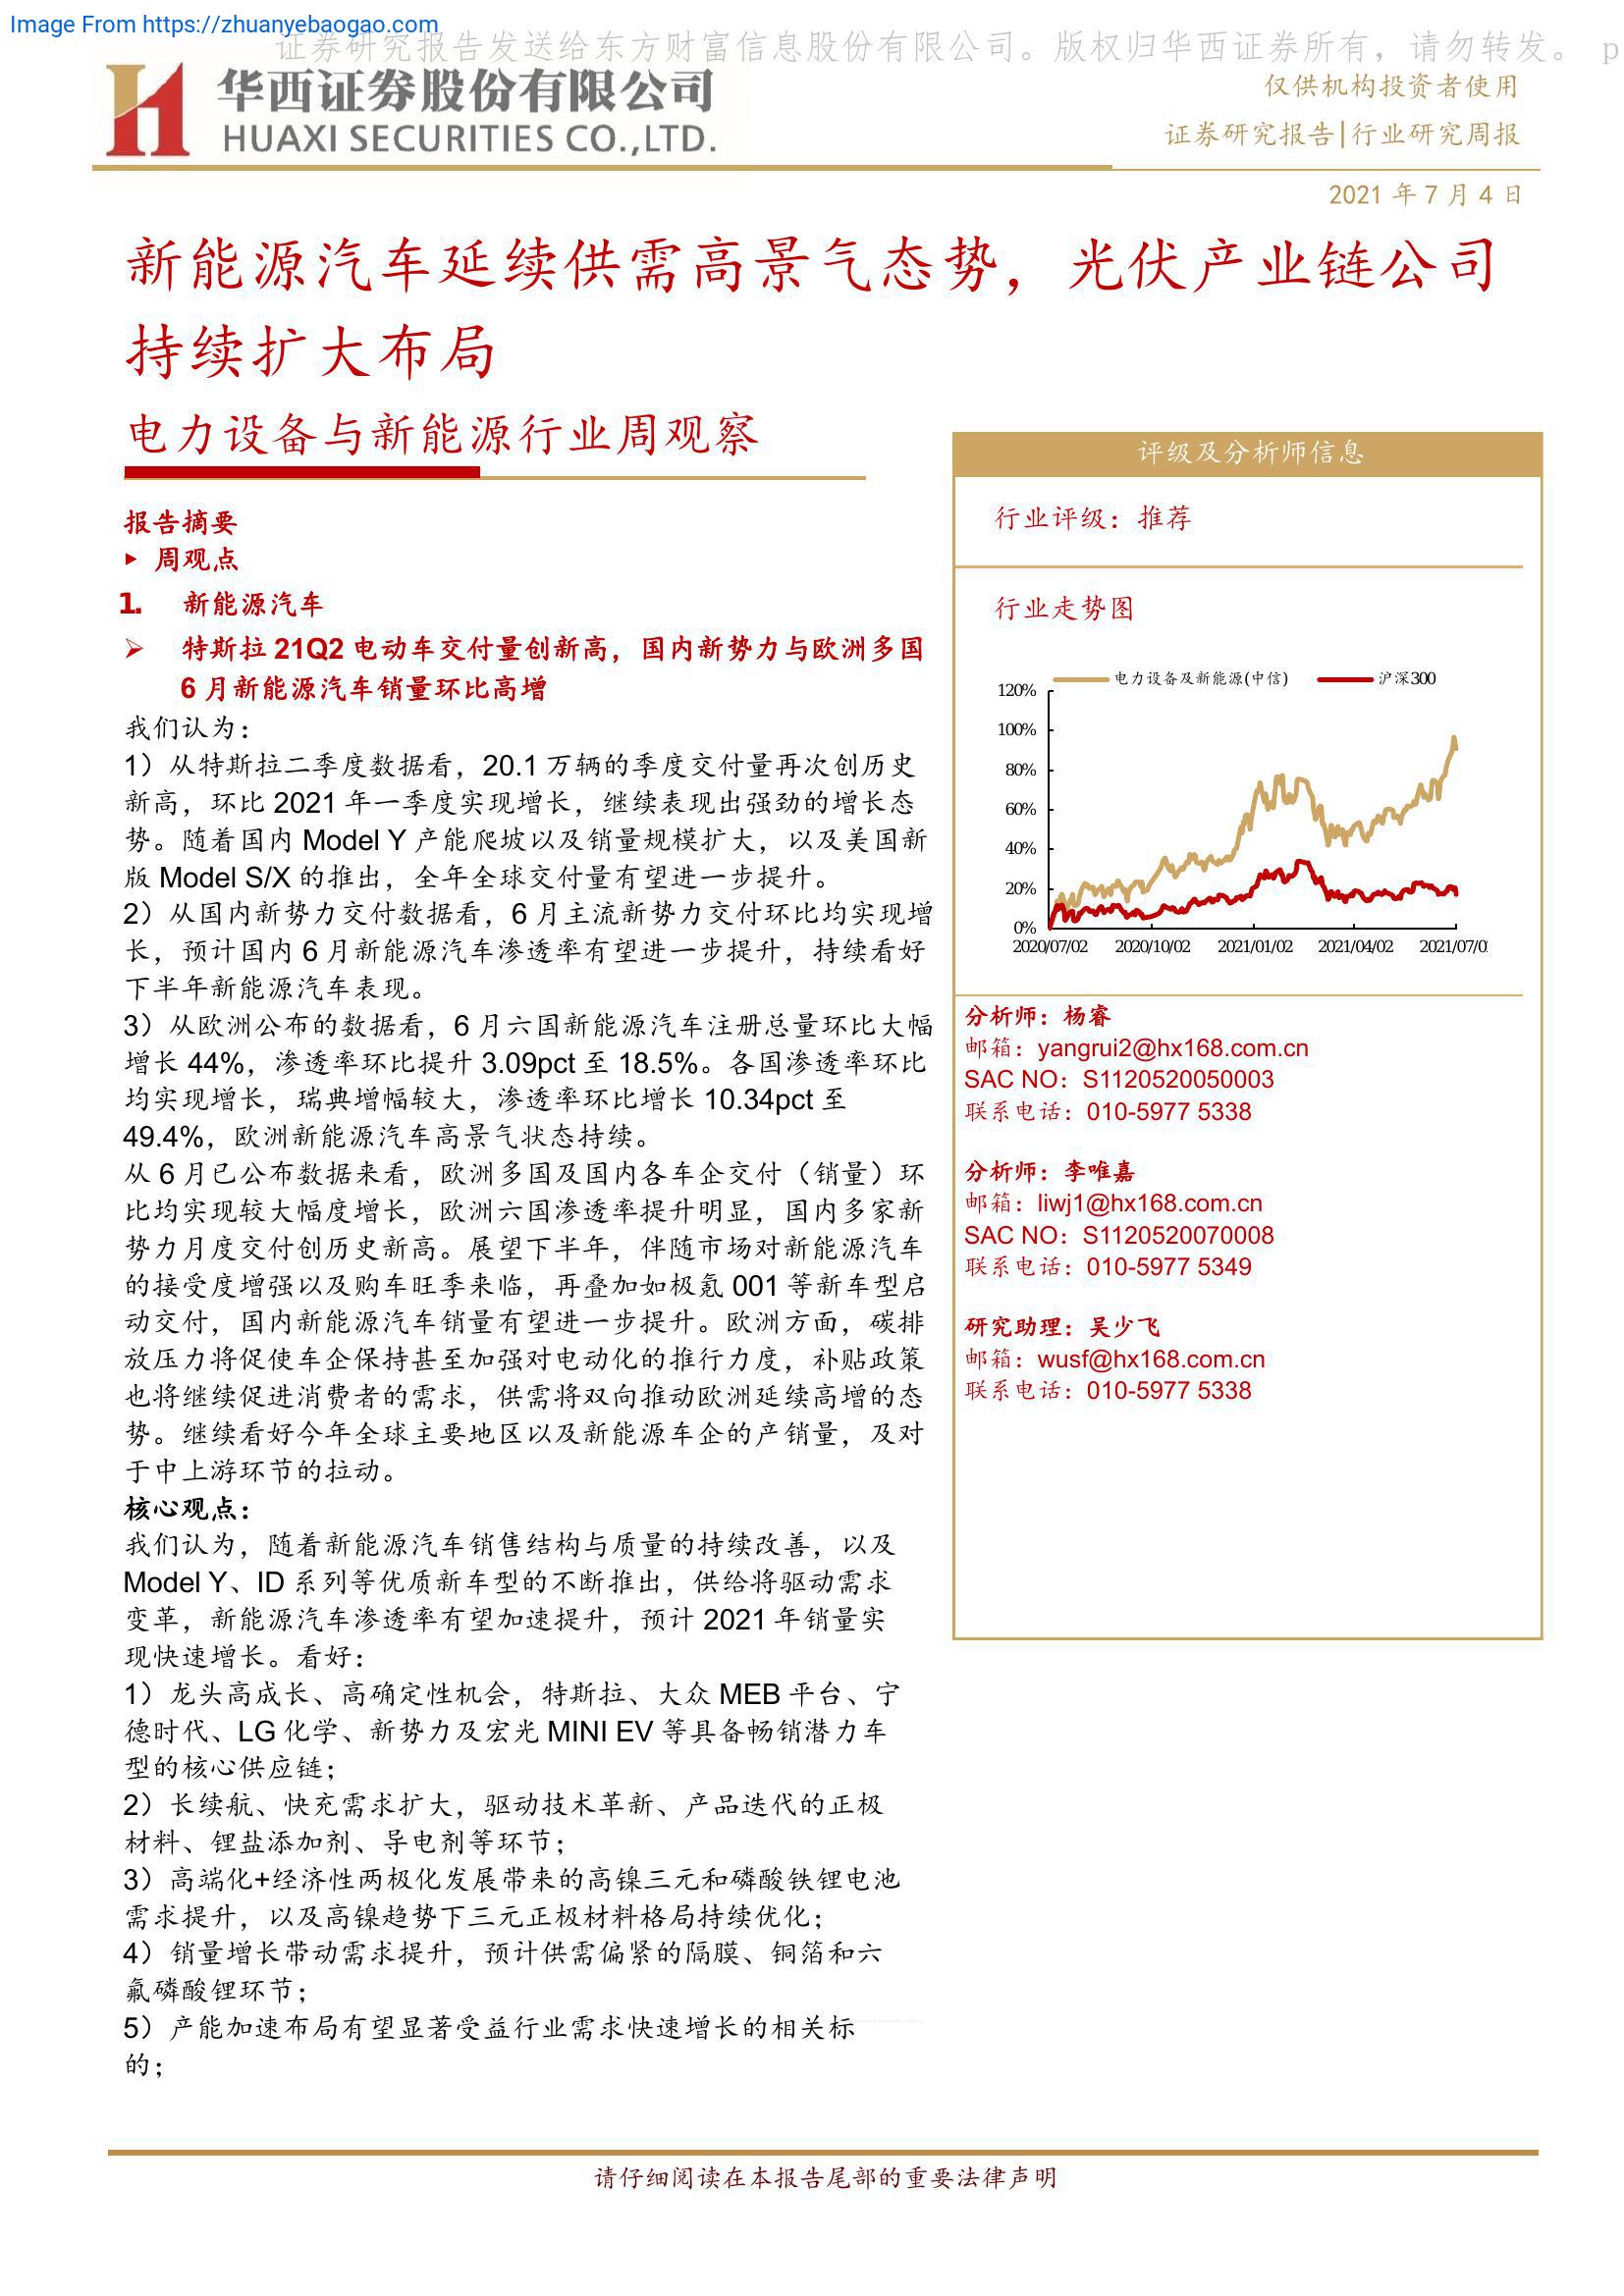 Image From https://zhuanyebaogao.com
证券研究报告发送给东方财富信息股份有限公司。版权归华西证券所有，请勿转发。 p
华西证券股份有限公司
HUAXI SECURITIES CO.,LTD.
仅供机构投资者使用
证券研究报告|行业研究周报
2021 年 7 月 4 日
新能源汽车延续供需高景气态势，光伏产业链公司
持续扩大布局
电力设备与新能源行业周观察
报告摘要
▸ 周观点
1. 新能源汽车
➢ 特斯拉 21Q2 电动车交付量创新高，国内新势力与欧洲多国
6 月新能源汽车销量环比高增
我们认为：
1）从特斯拉二季度数据看，20.1 万辆的季度交付量再次创历史
新高，环比 2021 年一季度实现增长，继续表现出强劲的增长态
势。随着国内 Model Y 产能爬坡以及销量规模扩大，以及美国新
版 Model S/X 的推出，全年全球交付量有望进一步提升。
2）从国内新势力交付数据看，6 月主流新势力交付环比均实现增
长，预计国内 6 月新能源汽车渗透率有望进一步提升，持续看好
下半年新能源汽车表现。
3）从欧洲公布的数据看，6 月六国新能源汽车注册总量环比大幅
增长 44%，渗透率环比提升 3.09pct 至 18.5%。各国渗透率环比
均实现增长，瑞典增幅较大，渗透率环比增长 10.34pct 至
49.4%，欧洲新能源汽车高景气状态持续。
从 6 月已公布数据来看，欧洲多国及国内各车企交付（销量）环
比均实现较大幅度增长，欧洲六国渗透率提升明显，国内多家新
势力月度交付创历史新高。展望下半年，伴随市场对新能源汽车
的接受度增强以及购车旺季来临，再叠加如极氪 001 等新车型启
动交付，国内新能源汽车销量有望进一步提升。欧洲方面，碳排
放压力将促使车企保持甚至加强对电动化的推行力度，补贴政策
也将继续促进消费者的需求，供需将双向推动欧洲延续高增的态
势。继续看好今年全球主要地区以及新能源车企的产销量，及对
于中上游环节的拉动。
核心观点：
我们认为，随着新能源汽车销售结构与质量的持续改善，以及
Model Y、ID 系列等优质新车型的不断推出，供给将驱动需求
变革，新能源汽车渗透率有望加速提升，预计 2021 年销量实
现快速增长。看好：
1）龙头高成长、高确定性机会，特斯拉、大众 MEB 平台、宁
德时代、LG 化学、新势力及宏光 MINI EV 等具备畅销潜力车
型的核心供应链；
2）长续航、快充需求扩大，驱动技术革新、产品迭代的正极
材料、锂盐添加剂、导电剂等环节；
3）高端化+经济性两极化发展带来的高镍三元和磷酸铁锂电池
需求提升，以及高镍趋势下三元正极材料格局持续优化；
4）销量增长带动需求提升，预计供需偏紧的隔膜、铜箔和六
氟磷酸锂环节；
5）产能加速布局有望显著受益行业需求快速增长的相关标
的；
评级及分析师信息
行业评级：推荐
行业走势图
电力设备及新能源(中信) 沪深300
120%
100%
80%
60%
40%
20%
0%
2020/07/02 2020/10/02 2021/01/02 2021/04/02 2021/07/0
分析师：杨睿
邮箱：yangrui2@hx168.com.cn
SAC NO：S1120520050003
联系电话：010-5977 5338
分析师：李唯嘉
邮箱：liwj1@hx168.com.cn
SAC NO：S1120520070008
联系电话：010-5977 5349
研究助理：吴少飞
邮箱：wusf@hx168.com.cn
联系电话：010-5977 5338
请仔细阅读在本报告尾部的重要法律声明